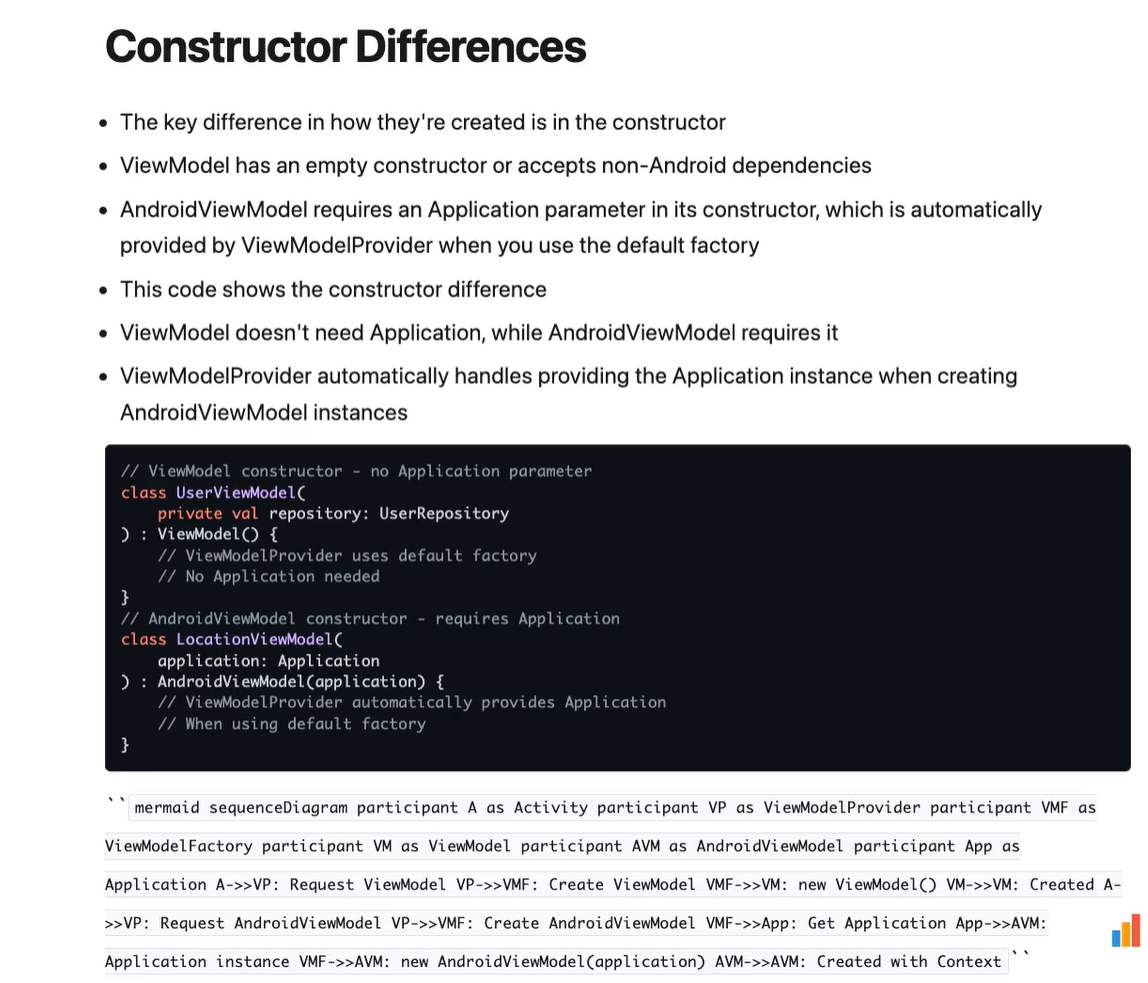 Constructor Differences
• The key difference in how they're created is in the constructor
• ViewModel has an empty constructor or accepts non-Android dependencies
• AndroidViewModel requires an Application parameter in its constructor, which is automatically
provided by ViewModelProvider when you use the default factory
• This code shows the constructor difference
• ViewModel doesn't need Application, while AndroidViewModel requires it
• ViewModelProvider automatically handles providing the Application instance when creating
AndroidViewModel instances
// ViewModel constructor - no Application parameter
class UserViewModel(
    private val repository: UserRepository
) : ViewModel() {
    // ViewModelProvider uses default factory
    // No Application needed
}
// AndroidViewModel constructor - requires Application
class LocationViewModel(
    application: Application
) : AndroidViewModel(application) {
    // ViewModelProvider automatically provides Application
    // When using default factory
}
``mermaid sequenceDiagram participant A as Activity participant VP as ViewModelProvider participant VMF as
ViewModelFactory participant VM as ViewModel participant AVM as AndroidViewModel participant App as
Application A->>VP: Request ViewModel VP->>VMF: Create ViewModel VMF->>VM: new ViewModel() VM->>VM: Created A-
>>VP: Request AndroidViewModel VP->>VMF: Create AndroidViewModel VMF->>App: Get Application App->>AVM:
Application instance VMF->>AVM: new AndroidViewModel(application) AVM->>AVM: Created with Context``